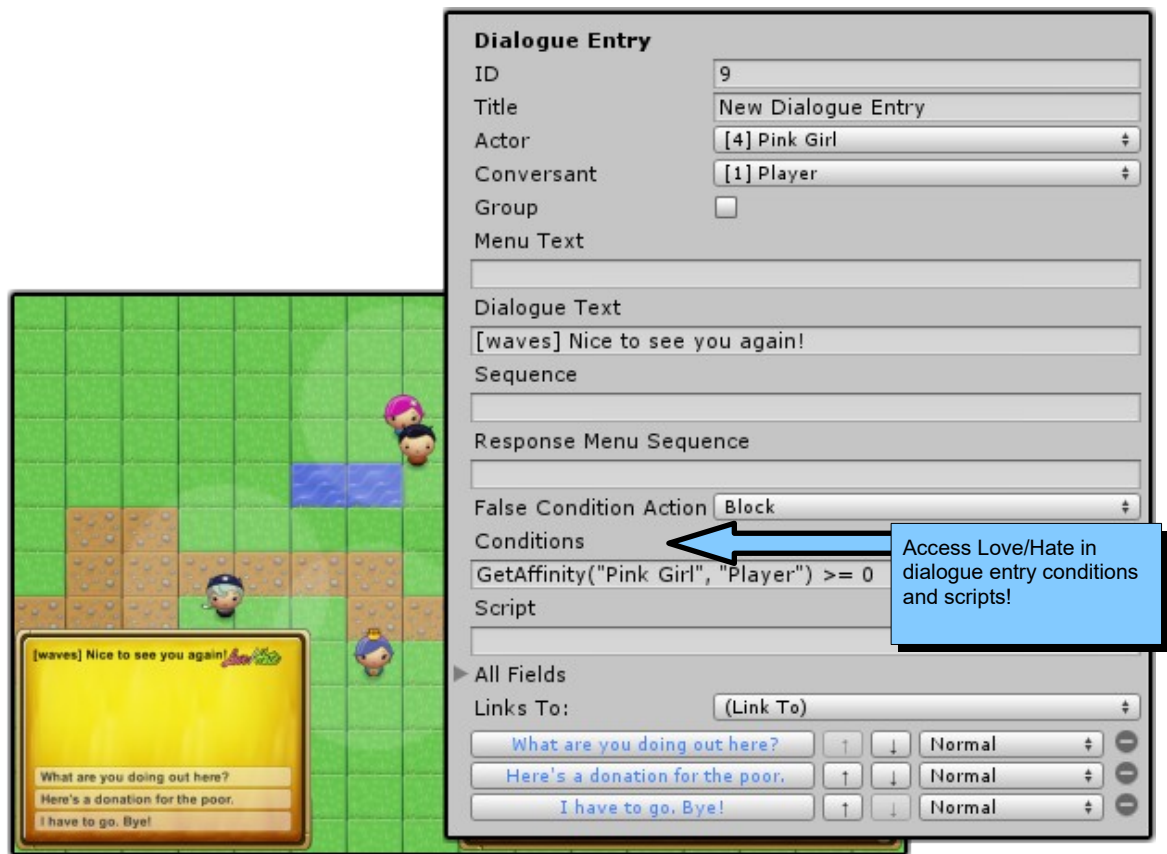 Dialogue Entry
ID
9
Title
New Dialogue Entry
Actor
[4] Pink Girl
Conversant
[1] Player
Group
Menu Text
Dialogue Text
[waves] Nice to see you again!
Sequence
Response Menu Sequence
False Condition Action
Block
Conditions
GetAffinity("Pink Girl", "Player") >= 0
Script
Access Love/Hate in
dialogue entry conditions
and scripts!
All Fields
Links To:
(Link To)
What are you doing out here?
↑
↓
Normal
Here's a donation for the poor.
↑
↓
Normal
I have to go. Bye!
↑
↓
Normal
[waves] Nice to see you again!
Love/Hate
What are you doing out here?
Here's a donation for the poor.
I have to go. Bye!